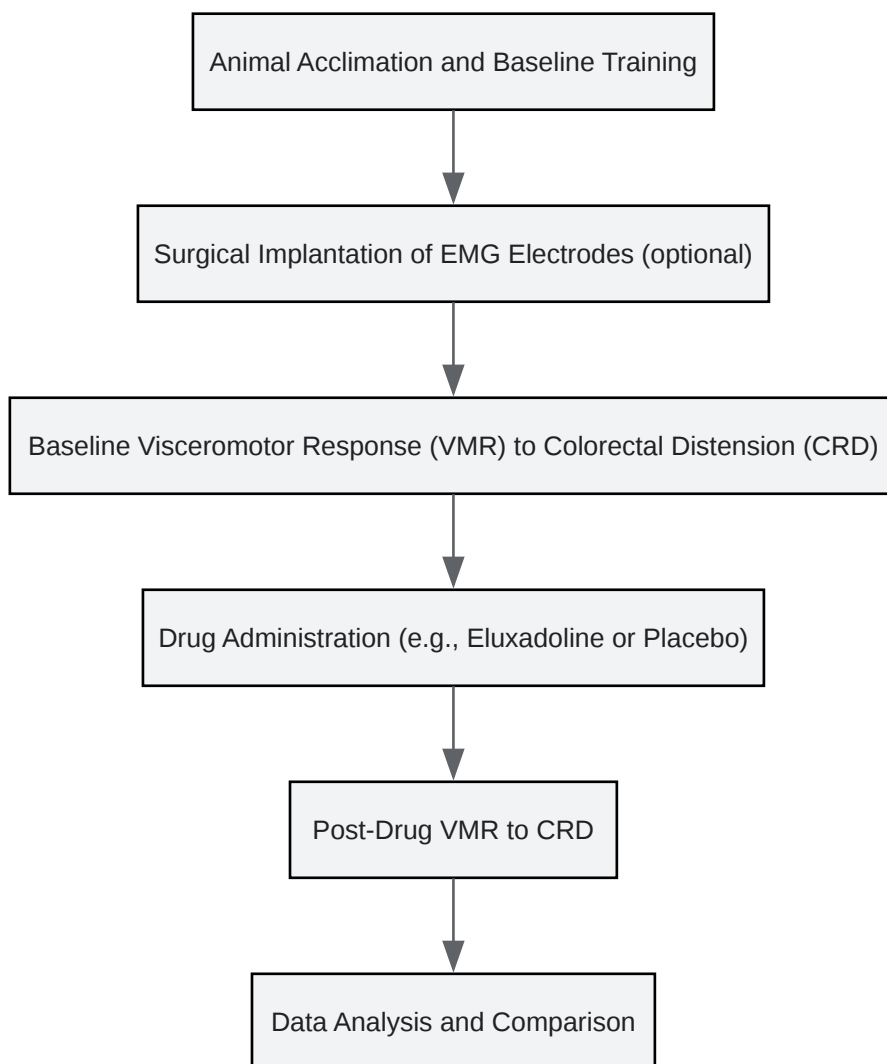 Animal Acclimation and Baseline Training
Surgical Implantation of EMG Electrodes (optional)
Baseline Visceromotor Response (VMR) to Colorectal Distension (CRD)
Drug Administration (e.g., Eluxadoline or Placebo)
Post-Drug VMR to CRD
Data Analysis and Comparison